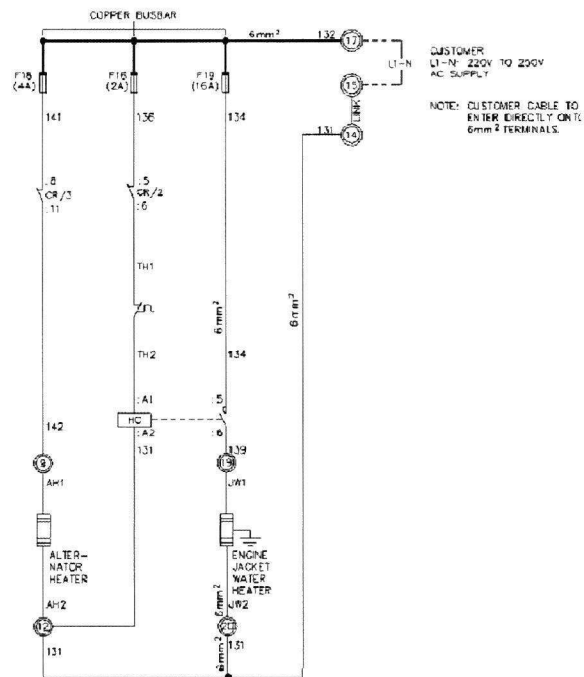 COPPER BUSBAR
6mm²
132
17
L1-N
CUSTOMER
L1-N: 220V TO 250V
AC SUPPLY
15
LINK
NOTE: CUSTOMER CABLE TO
ENTER DIRECTLY ONTO
6mm² TERMINALS.
131
14
F18
(4A)
F16
(2A)
F19
(16A)
141
136
134
:8
CR/3
:11
:5
CR/2
:6
TH1
6mm²
6mm²
TH2
134
:A1
:5
HC
:A2
:6
142
131
139
9
19
AH1
JW1
ALTER-
NATOR
HEATER
ENGINE
JACKET
WATER
HEATER
AH2
6mm²
JW2
12
20
131
6mm²
131